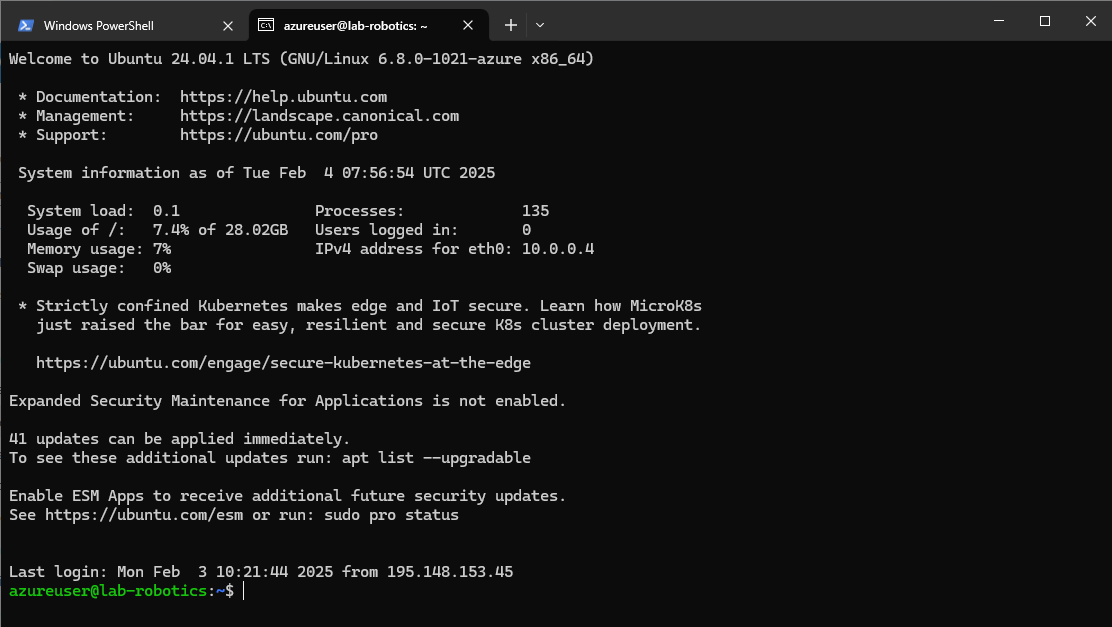 Windows PowerShell
azureuser@lab-robotics: ~
Welcome to Ubuntu 24.04.1 LTS (GNU/Linux 6.8.0-1021-azure x86_64)
* Documentation:  https://help.ubuntu.com
* Management:     https://landscape.canonical.com
* Support:        https://ubuntu.com/pro
System information as of Tue Feb  4 07:56:54 UTC 2025
System load:  0.1               Processes:             135
Usage of /:   7.4% of 28.02GB   Users logged in:       0
Memory usage: 7%                IPv4 address for eth0: 10.0.0.4
Swap usage:   0%
* Strictly confined Kubernetes makes edge and IoT secure. Learn how MicroK8s
just raised the bar for easy, resilient and secure K8s cluster deployment.
https://ubuntu.com/engage/secure-kubernetes-at-the-edge
Expanded Security Maintenance for Applications is not enabled.
41 updates can be applied immediately.
To see these additional updates run: apt list --upgradable
Enable ESM Apps to receive additional future security updates.
See https://ubuntu.com/esm or run: sudo pro status
Last login: Mon Feb  3 10:21:44 2025 from 195.148.153.45
azureuser@lab-robotics:~$